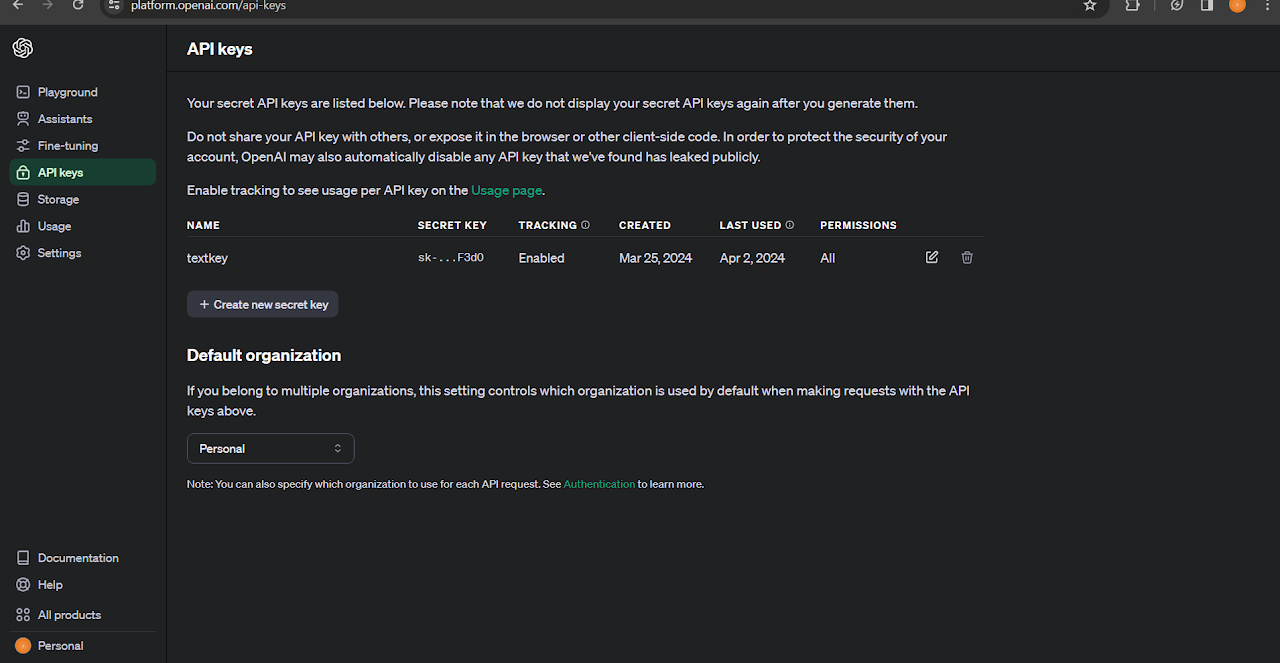 platform.openai.com/api-keys
API keys
Playground
Assistants
Fine-tuning
API keys
Storage
Usage
Settings
Your secret API keys are listed below. Please note that we do not display your secret API keys again after you generate them.
Do not share your API key with others, or expose it in the browser or other client-side code. In order to protect the security of your
account, OpenAI may also automatically disable any API key that we've found has leaked publicly.
Enable tracking to see usage per API key on the Usage page.
NAME SECRET KEY TRACKING CREATED LAST USED PERMISSIONS
textkey sk-...F3dO Enabled Mar 25, 2024 Apr 2, 2024 All
+ Create new secret key
Default organization
If you belong to multiple organizations, this setting controls which organization is used by default when making requests with the API
keys above.
Personal
Note: You can also specify which organization to use for each API request. See Authentication to learn more.
Documentation
Help
All products
Personal